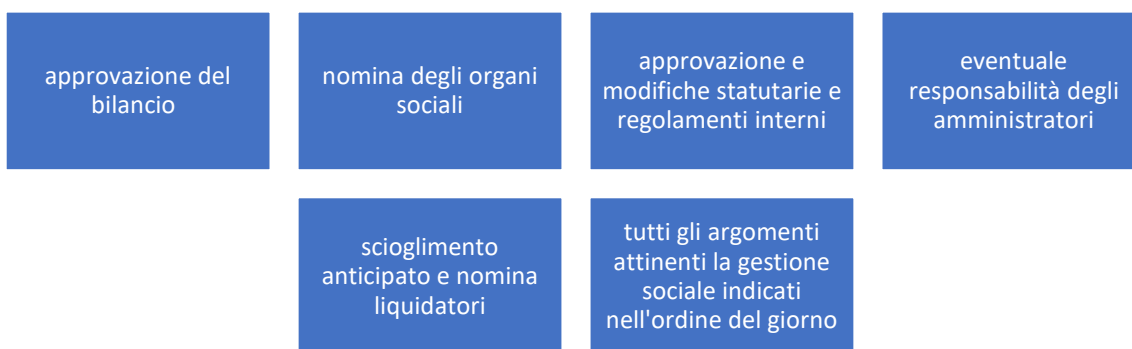 approvazione del
bilancio
nomina degli organi
sociali
approvazione e
modifiche statutarie e
regolamenti interni
eventuale
responsabilità degli
amministratori
scioglimento
anticipato e nomina
liquidatori
tutti gli argomenti
attinenti la gestione
sociale indicati
nell'ordine del giorno